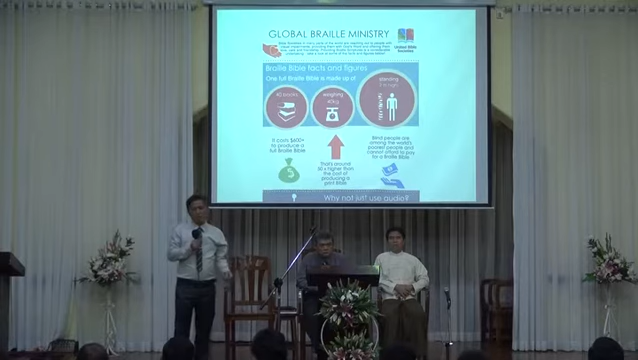 GLOBAL BRAILLE MINISTRY
United Bible
Societies
Braille Bible facts and figures
One full Braille Bible is made up of
40 books
weighing
40kg
standing
2 m high
It costs $600+
to produce a
full Braille Bible
That's around
50 x higher than
the cost of
producing a
print Bible
Blind people are
among the world's
poorest people and
cannot afford to pay
for a Braille Bible
Why not just use audio?